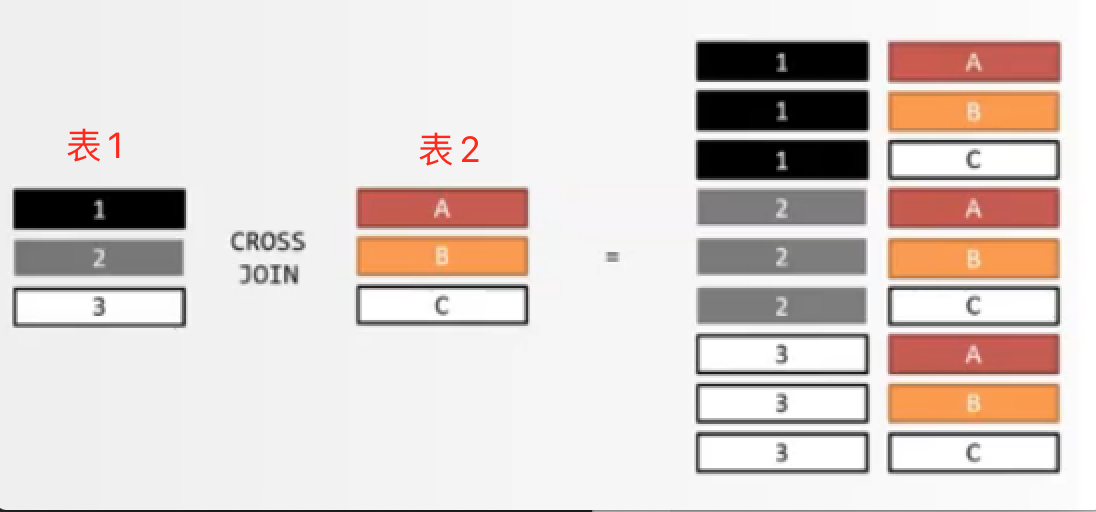 表1
表2
1
2
3
CROSS
JOIN
A
B
C
=
1 A
1 B
1 C
2 A
2 B
2 C
3 A
3 B
3 C